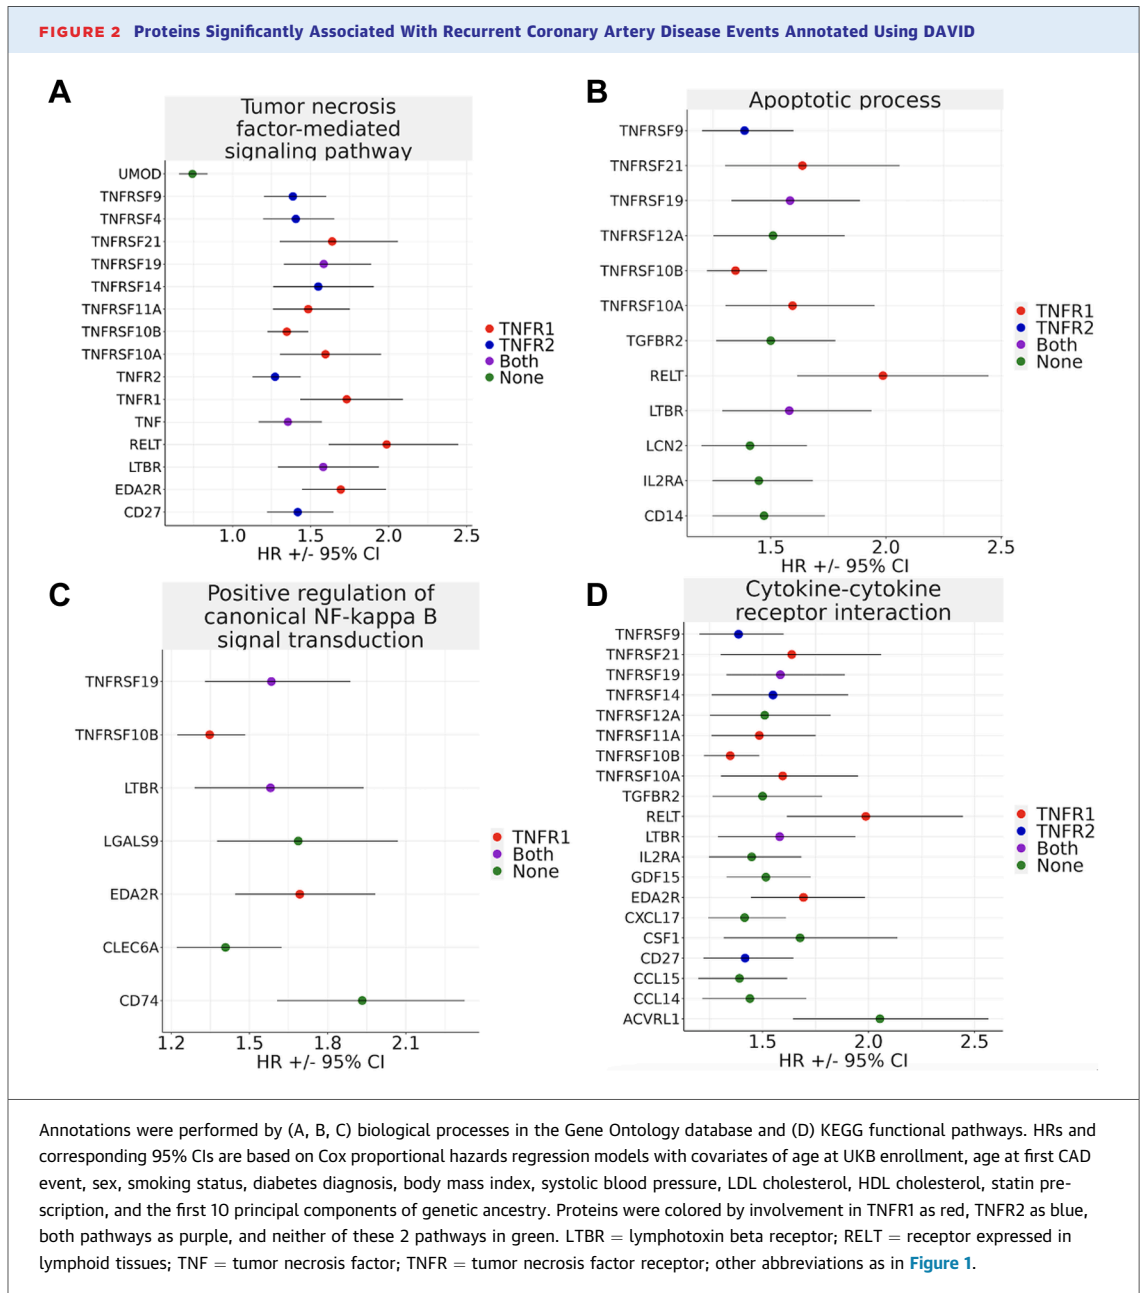 FIGURE 2 Proteins Significantly Associated With Recurrent Coronary Artery Disease Events Annotated Using DAVID
A
Tumor necrosis
factor-mediated
signaling pathway
UMOD
TNFRSF9
TNFRSF4
TNFRSF21
TNFRSF19
TNFRSF14
TNFRSF11A
TNFRSF10B
TNFRSF10A
TNFR2
TNFR1
TNF
RELT
LTBR
EDA2R
CD27
1.0 1.5 2.0 2.5
HR +/- 95% CI
TNFR1
TNFR2
Both
None
B
Apoptotic process
TNFRSF9
TNFRSF21
TNFRSF19
TNFRSF12A
TNFRSF10B
TNFRSF10A
TGFBR2
RELT
LTBR
LCN2
IL2RA
CD14
1.5 2.0 2.5
HR +/- 95% CI
TNFR1
TNFR2
Both
None
C
Positive regulation of
canonical NF-kappa B
signal transduction
TNFRSF19
TNFRSF10B
LTBR
LGALS9
EDA2R
CLEC6A
CD74
1.2 1.5 1.8 2.1
HR +/- 95% CI
TNFR1
Both
None
D
Cytokine-cytokine
receptor interaction
TNFRSF9
TNFRSF21
TNFRSF19
TNFRSF14
TNFRSF12A
TNFRSF11A
TNFRSF10B
TNFRSF10A
TGFBR2
RELT
LTBR
IL2RA
GDF15
EDA2R
CXCL17
CSF1
CD27
CCL15
CCL14
ACVRL1
1.5 2.0 2.5
HR +/- 95% CI
TNFR1
TNFR2
Both
None
Annotations were performed by (A, B, C) biological processes in the Gene Ontology database and (D) KEGG functional pathways. HRs and
corresponding 95% CIs are based on Cox proportional hazards regression models with covariates of age at UKB enrollment, age at first CAD
event, sex, smoking status, diabetes diagnosis, body mass index, systolic blood pressure, LDL cholesterol, HDL cholesterol, statin pre-
scription, and the first 10 principal components of genetic ancestry. Proteins were colored by involvement in TNFR1 as red, TNFR2 as blue,
both pathways as purple, and neither of these 2 pathways in green. LTBR = lymphotoxin beta receptor; RELT = receptor expressed in
lymphoid tissues; TNF = tumor necrosis factor; TNFR = tumor necrosis factor receptor; other abbreviations as in Figure 1.